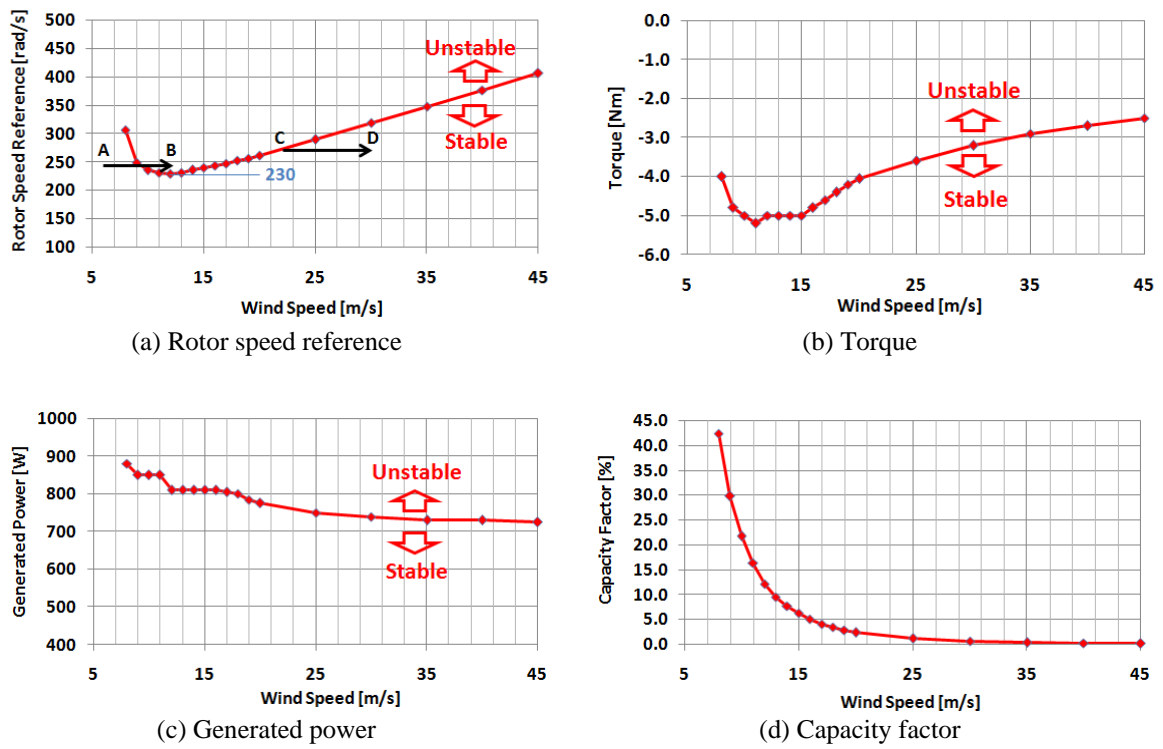 Rotor Speed Reference [rad/s]
500
450
400
350
300
250
200
150
100
Unstable
Stable
A
B
C
D
230
5
15
25
35
45
Wind Speed [m/s]
(a) Rotor speed reference
Torque [Nm]
0.0
-1.0
-2.0
-3.0
-4.0
-5.0
-6.0
Unstable
Stable
5
15
25
35
45
Wind Speed [m/s]
(b) Torque
Generated Power [W]
1000
900
800
700
600
500
400
Unstable
Stable
5
15
25
35
45
Wind Speed [m/s]
(c) Generated power
Capacity Factor [%]
45.0
40.0
35.0
30.0
25.0
20.0
15.0
10.0
5.0
0.0
5
15
25
35
45
Wind Speed [m/s]
(d) Capacity factor